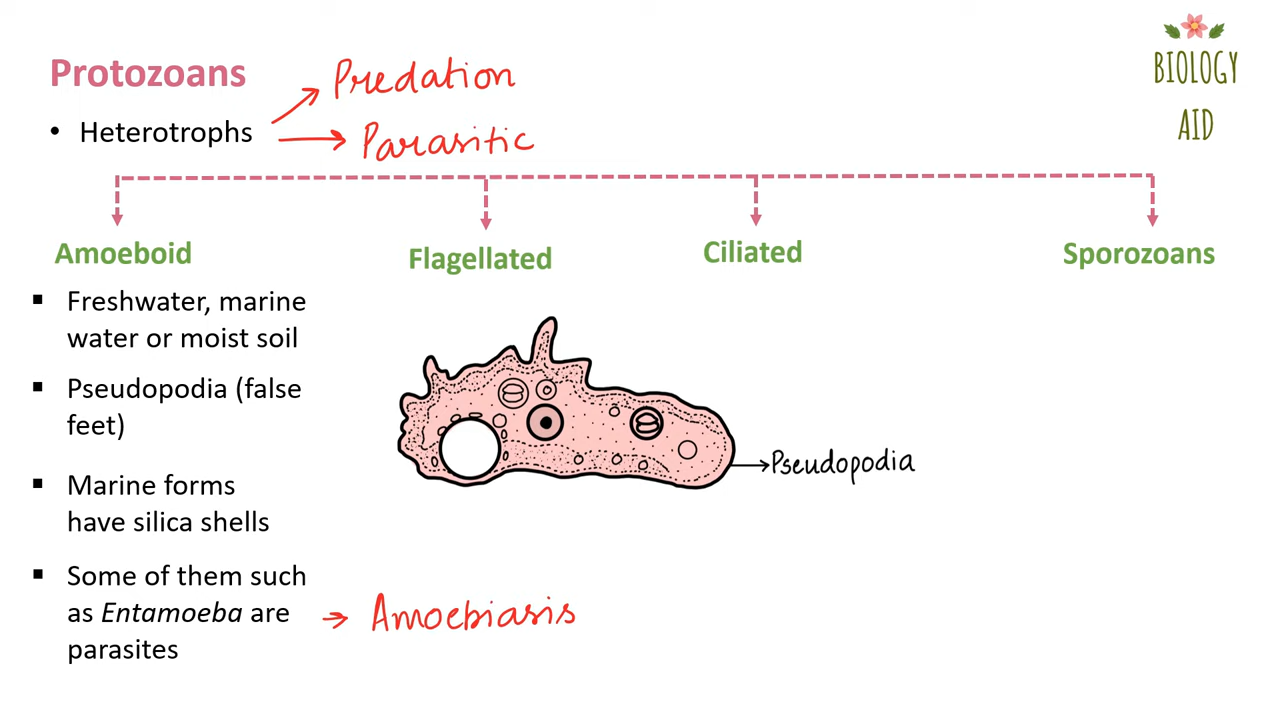 Protozoans
Predation
BIOLOGY
AID
• Heterotrophs
Parasitic
Amoeboid
Flagellated
Ciliated
Sporozoans
▪ Freshwater, marine
water or moist soil
▪ Pseudopodia (false
feet)
Pseudopodia
▪ Marine forms
have silica shells
▪ Some of them such
as Entamoeba are
parasites
Amoebiasis